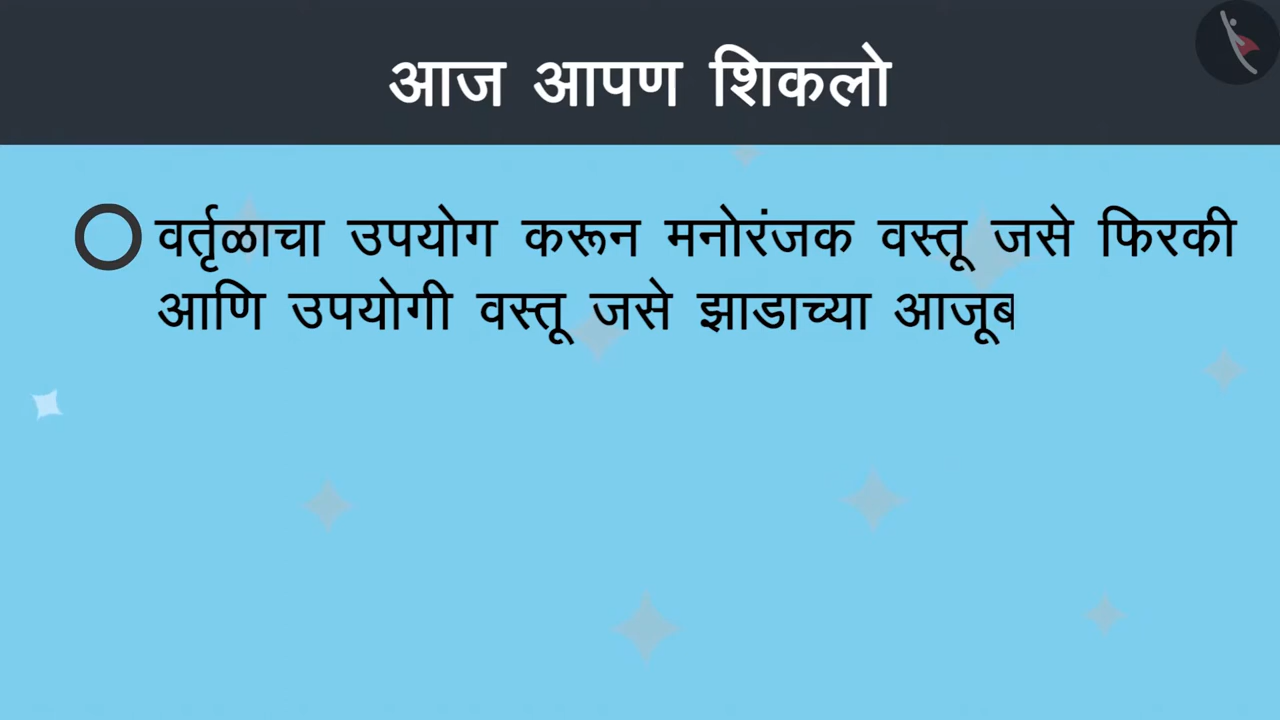 आज आपण शिकलो
वर्तृळाचा उपयोग करून मनोरंजक वस्तू जसे फिरकी
आणि उपयोगी वस्तू जसे झाडाच्या आजूब